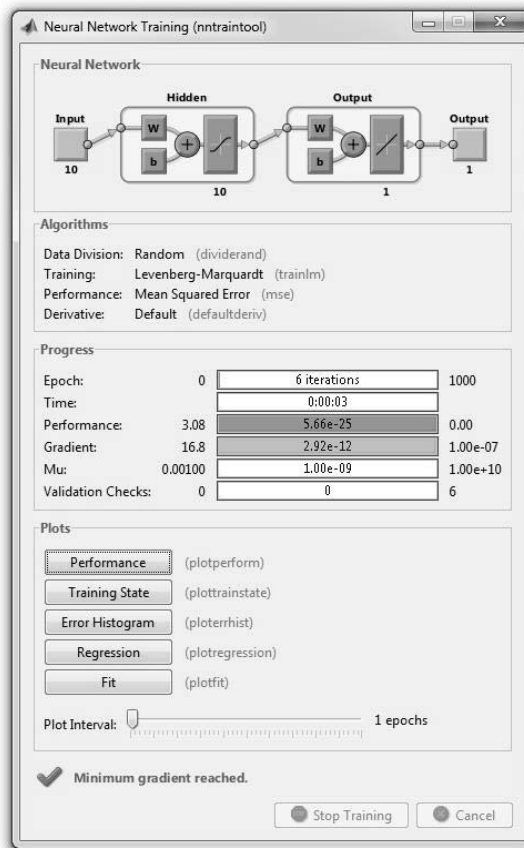 Neural Network Training (nntraintool)
Neural Network
Hidden
Output
Input
Output
W
W
b
b
10
10
1
1
Algorithms
Data Division: Random (dividerand)
Training: Levenberg-Marquardt (trainlm)
Performance: Mean Squared Error (mse)
Derivative: Default (defaultderiv)
Progress
Epoch: 0 6 iterations 1000
Time: 0:00:03
Performance: 3.08 5.66e-25 0.00
Gradient: 16.8 2.92e-12 1.00e-07
Mu: 0.00100 1.00e-09 1.00e+10
Validation Checks: 0 0 6
Plots
Performance (plotperform)
Training State (plottrainstate)
Error Histogram (ploterrhist)
Regression (plotregression)
Fit (plotfit)
Plot Interval: 1 epochs
Minimum gradient reached.
Stop Training Cancel